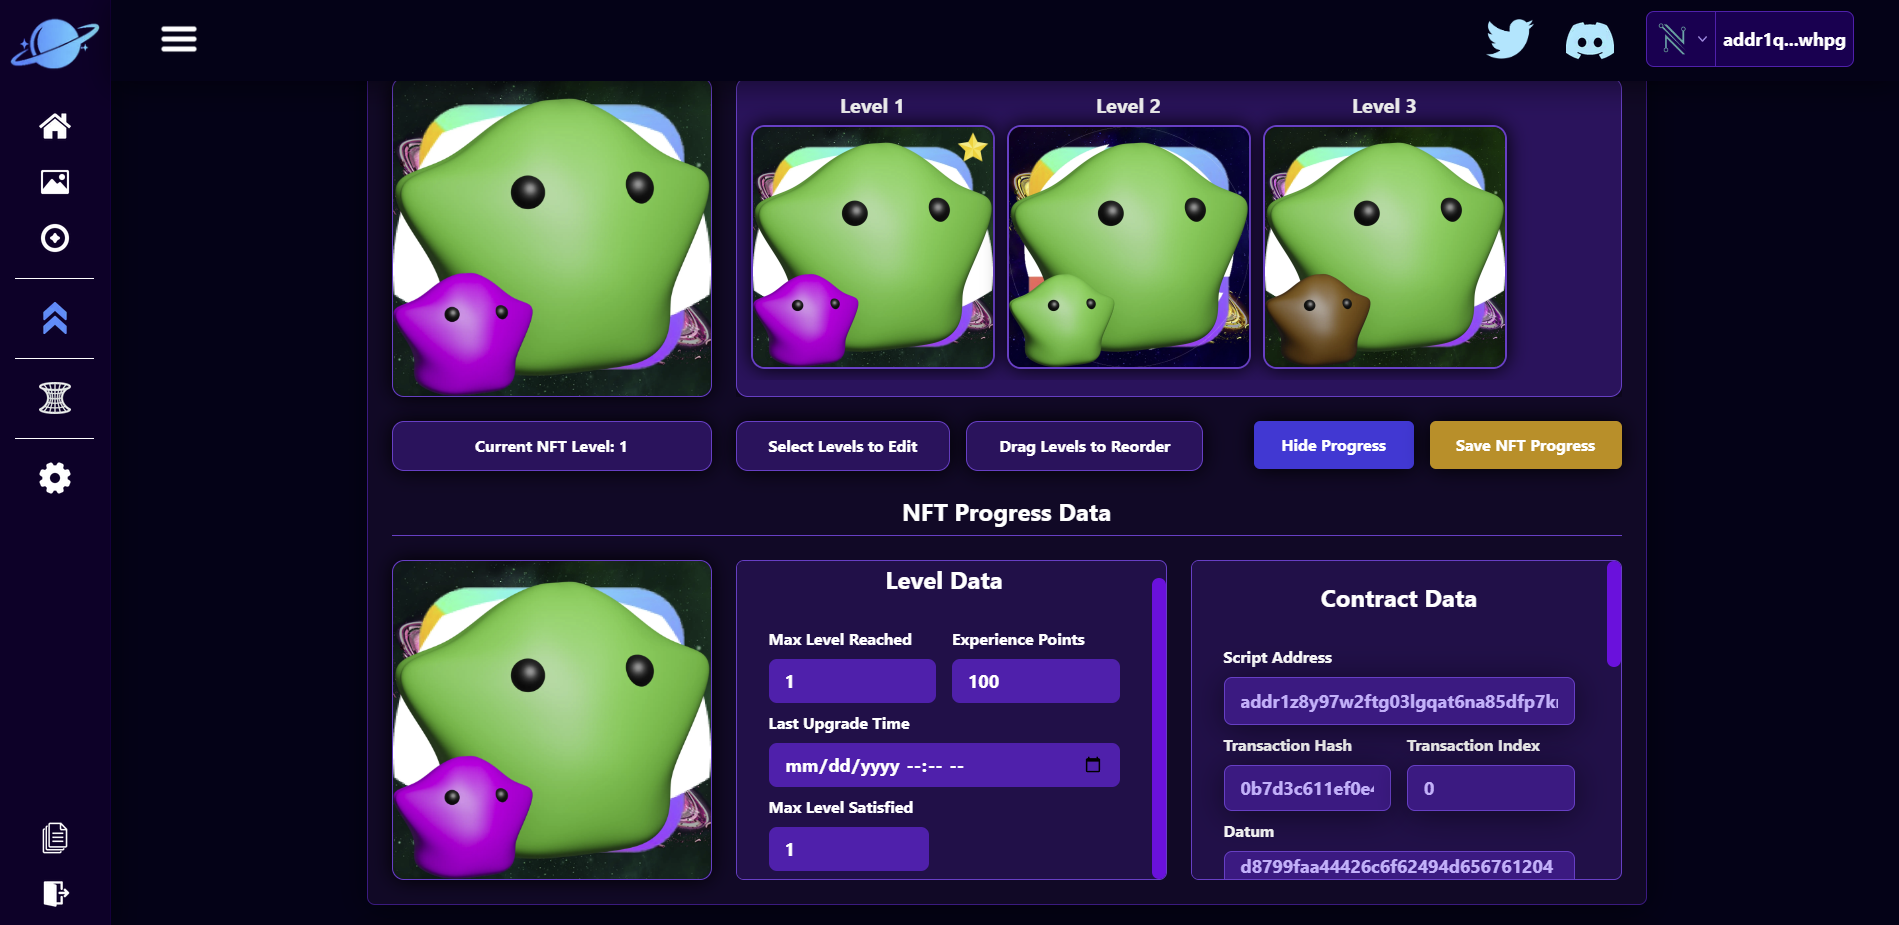 addr1q...whpg
Level 1
Level 2
Level 3
Current NFT Level: 1
Select Levels to Edit
Drag Levels to Reorder
Hide Progress
Save NFT Progress
NFT Progress Data
Level Data
Max Level Reached
Experience Points
1
100
Last Upgrade Time
mm/dd/yyyy --:-- --
Max Level Satisfied
1
Contract Data
Script Address
addr1z8y97w2ftg03lgqat6na85dfp7k
Transaction Hash
Transaction Index
0b7d3c611ef0e
0
Datum
d8799faa44426c6f62494d656761204